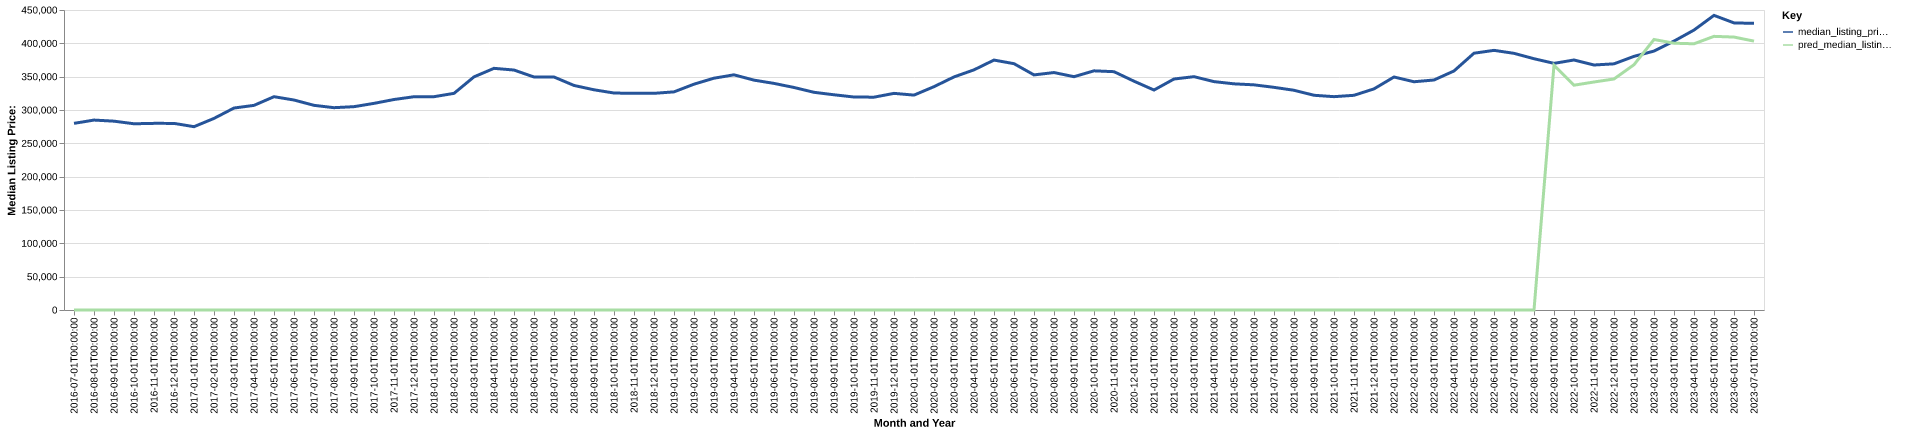 450,000
400,000
350,000
300,000
250,000
200,000
150,000
100,000
50,000
0
Median Listing Price:
2016-07-01T00:00:00
2016-08-01T00:00:00
2016-09-01T00:00:00
2016-10-01T00:00:00
2016-11-01T00:00:00
2016-12-01T00:00:00
2017-01-01T00:00:00
2017-02-01T00:00:00
2017-03-01T00:00:00
2017-04-01T00:00:00
2017-05-01T00:00:00
2017-06-01T00:00:00
2017-07-01T00:00:00
2017-08-01T00:00:00
2017-09-01T00:00:00
2017-10-01T00:00:00
2017-11-01T00:00:00
2017-12-01T00:00:00
2018-01-01T00:00:00
2018-02-01T00:00:00
2018-03-01T00:00:00
2018-04-01T00:00:00
2018-05-01T00:00:00
2018-06-01T00:00:00
2018-07-01T00:00:00
2018-08-01T00:00:00
2018-09-01T00:00:00
2018-10-01T00:00:00
2018-11-01T00:00:00
2018-12-01T00:00:00
2019-01-01T00:00:00
2019-02-01T00:00:00
2019-03-01T00:00:00
2019-04-01T00:00:00
2019-05-01T00:00:00
2019-06-01T00:00:00
2019-07-01T00:00:00
2019-08-01T00:00:00
2019-09-01T00:00:00
2019-10-01T00:00:00
2019-11-01T00:00:00
2019-12-01T00:00:00
2020-01-01T00:00:00
2020-02-01T00:00:00
2020-03-01T00:00:00
2020-04-01T00:00:00
2020-05-01T00:00:00
2020-06-01T00:00:00
2020-07-01T00:00:00
2020-08-01T00:00:00
2020-09-01T00:00:00
2020-10-01T00:00:00
2020-11-01T00:00:00
2020-12-01T00:00:00
2021-01-01T00:00:00
2021-02-01T00:00:00
2021-03-01T00:00:00
2021-04-01T00:00:00
2021-05-01T00:00:00
2021-06-01T00:00:00
2021-07-01T00:00:00
2021-08-01T00:00:00
2021-09-01T00:00:00
2021-10-01T00:00:00
2021-11-01T00:00:00
2021-12-01T00:00:00
2022-01-01T00:00:00
2022-02-01T00:00:00
2022-03-01T00:00:00
2022-04-01T00:00:00
2022-05-01T00:00:00
2022-06-01T00:00:00
2022-07-01T00:00:00
2022-08-01T00:00:00
2022-09-01T00:00:00
2022-10-01T00:00:00
2022-11-01T00:00:00
2022-12-01T00:00:00
2023-01-01T00:00:00
2023-02-01T00:00:00
2023-03-01T00:00:00
2023-04-01T00:00:00
2023-05-01T00:00:00
2023-06-01T00:00:00
2023-07-01T00:00:00
Month and Year
Key
median_listing_pri…
pred_median_listin…